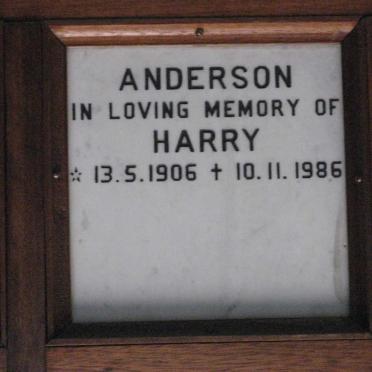 ANDERSON
IN LOVING MEMORY OF
HARRY
☆ 13.5.1906 ✝ 10.11.1986